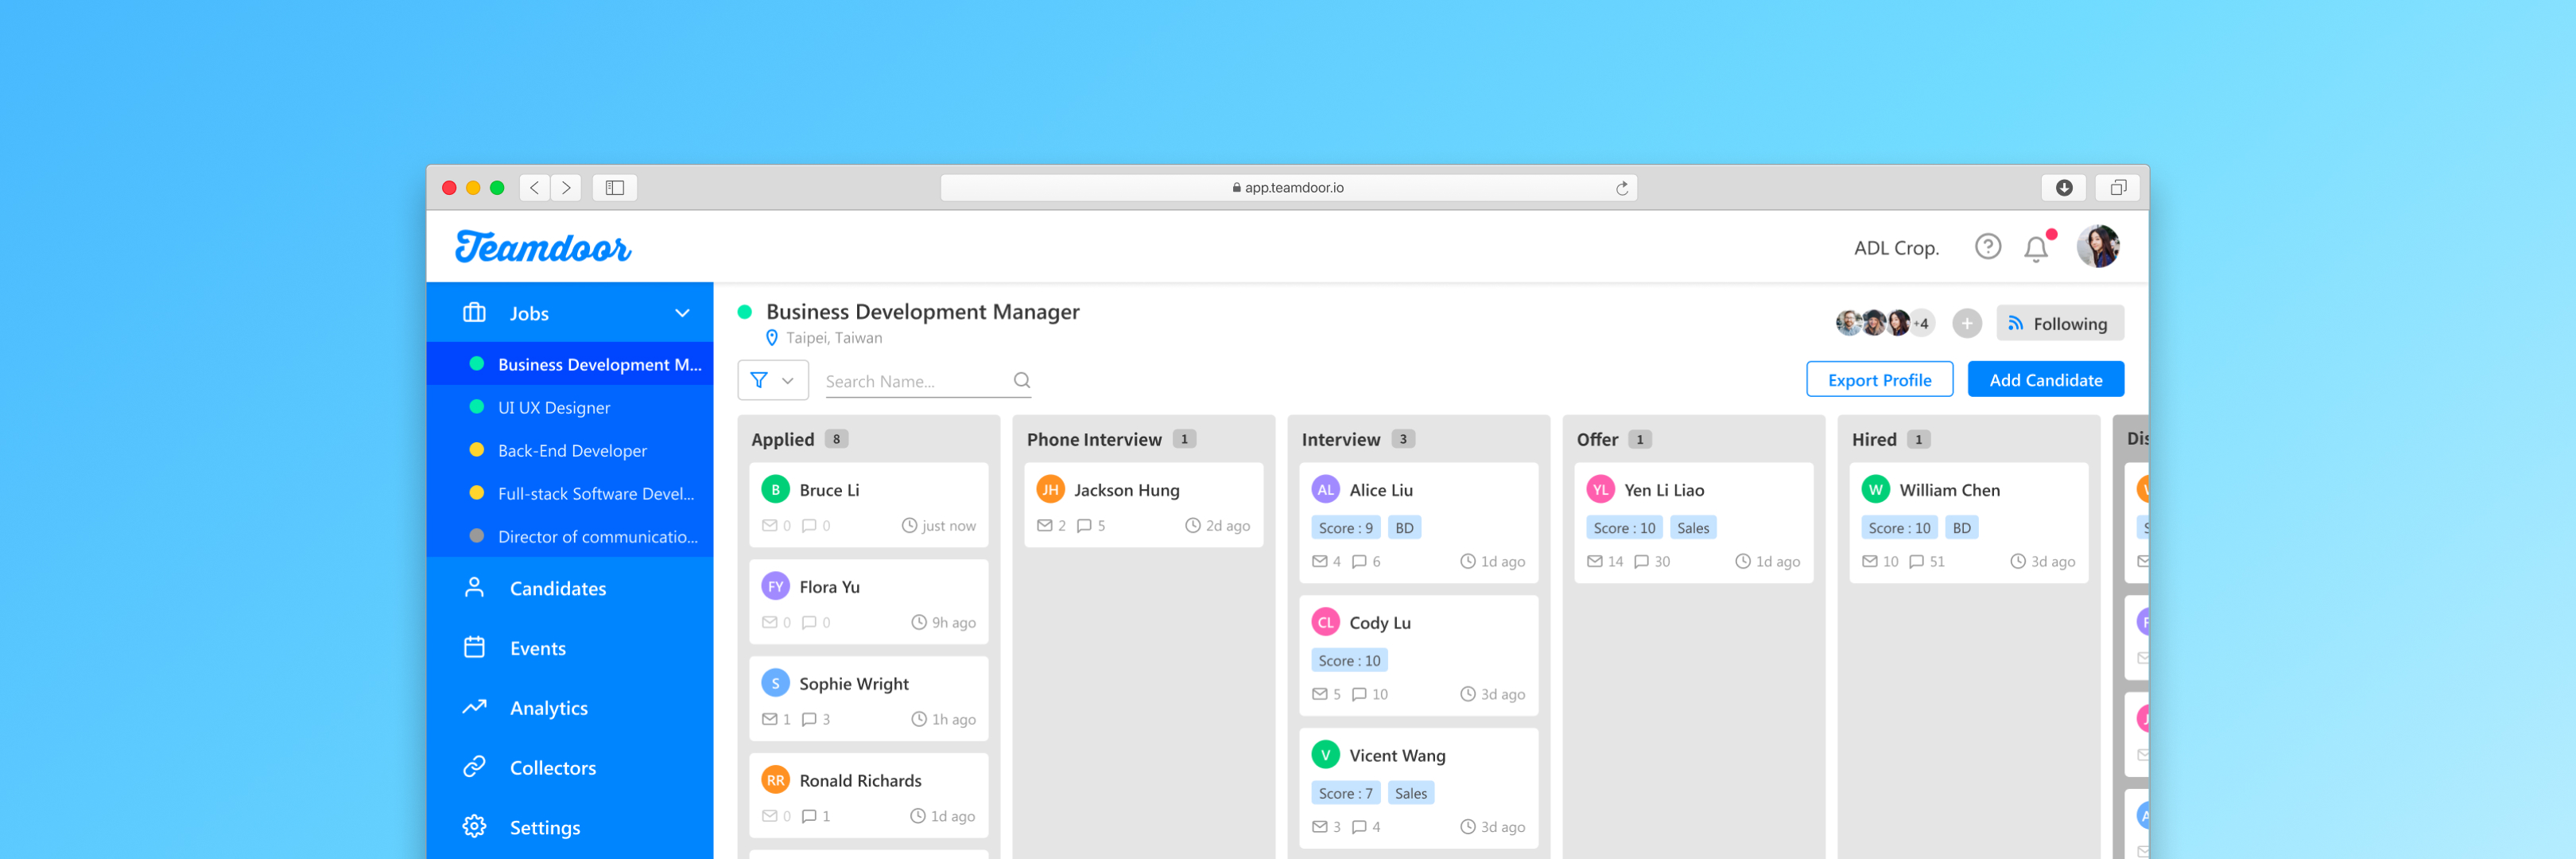 app.teamdoor.io
Teamdoor
ADL Crop.
Jobs
Business Development M...
UI UX Designer
Back-End Developer
Full-stack Software Devel...
Director of communicatio...
Candidates
Events
Analytics
Collectors
Settings
Business Development Manager
Taipei, Taiwan
+4
Following
Search Name...
Export Profile
Add Candidate
Applied 8
B Bruce Li
0 0 just now
FY Flora Yu
0 0 9h ago
S Sophie Wright
1 3 1h ago
RR Ronald Richards
0 1 1d ago
Phone Interview 1
JH Jackson Hung
2 5 2d ago
Interview 3
AL Alice Liu
Score : 9 BD
4 6 1d ago
CL Cody Lu
Score : 10
5 10 3d ago
V Vicent Wang
Score : 7 Sales
3 4 3d ago
Offer 1
YL Yen Li Liao
Score : 10 Sales
14 30 1d ago
Hired 1
W William Chen
Score : 10 BD
10 51 3d ago